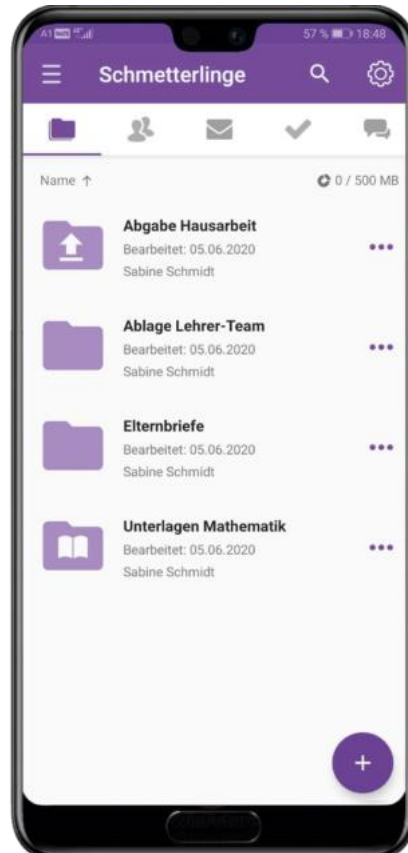 A1
57 % 18:48
Schmetterlinge
Name ↑
0 / 500 MB
Abgabe Hausarbeit
Bearbeitet: 05.06.2020
Sabine Schmidt
Ablage Lehrer-Team
Bearbeitet: 05.06.2020
Sabine Schmidt
Elternbriefe
Bearbeitet: 05.06.2020
Sabine Schmidt
Unterlagen Mathematik
Bearbeitet: 05.06.2020
Sabine Schmidt
+